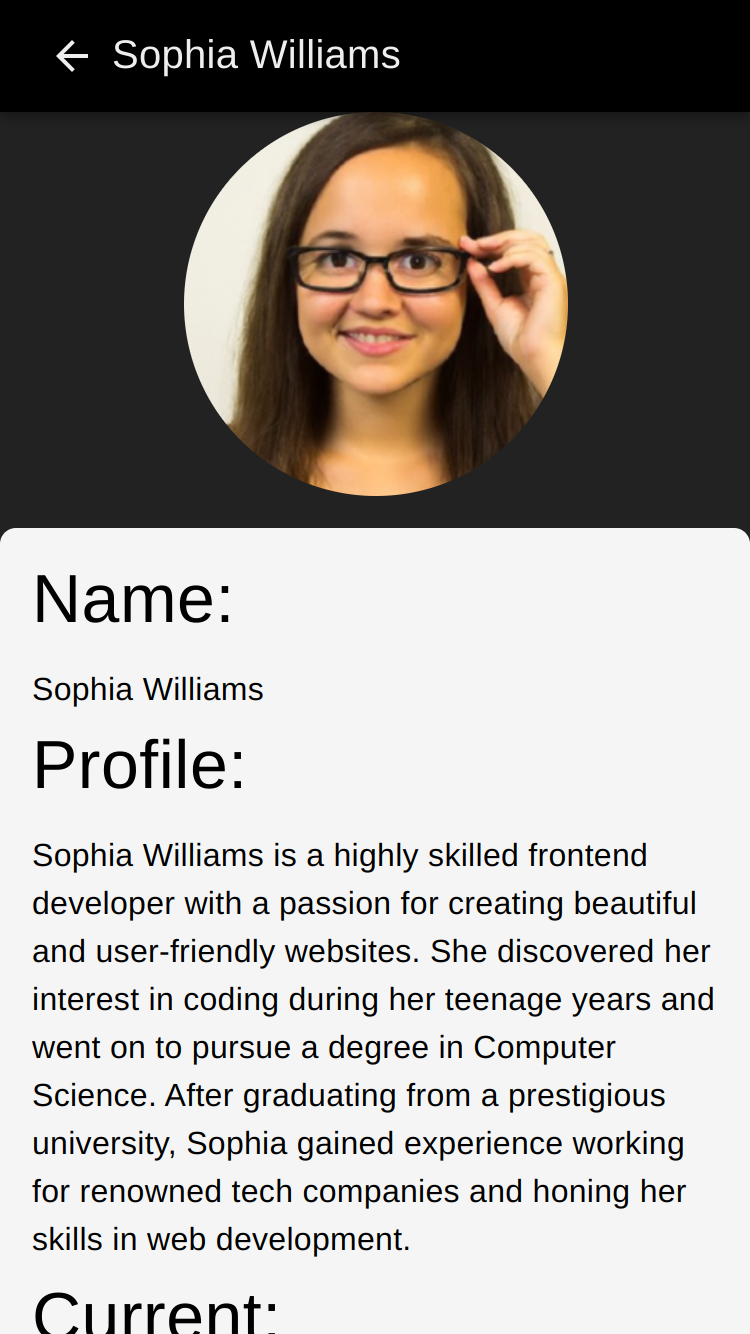 Sophia Williams
Name:
Sophia Williams
Profile:
Sophia Williams is a highly skilled frontend
developer with a passion for creating beautiful
and user-friendly websites. She discovered her
interest in coding during her teenage years and
went on to pursue a degree in Computer
Science. After graduating from a prestigious
university, Sophia gained experience working
for renowned tech companies and honing her
skills in web development.
Current: